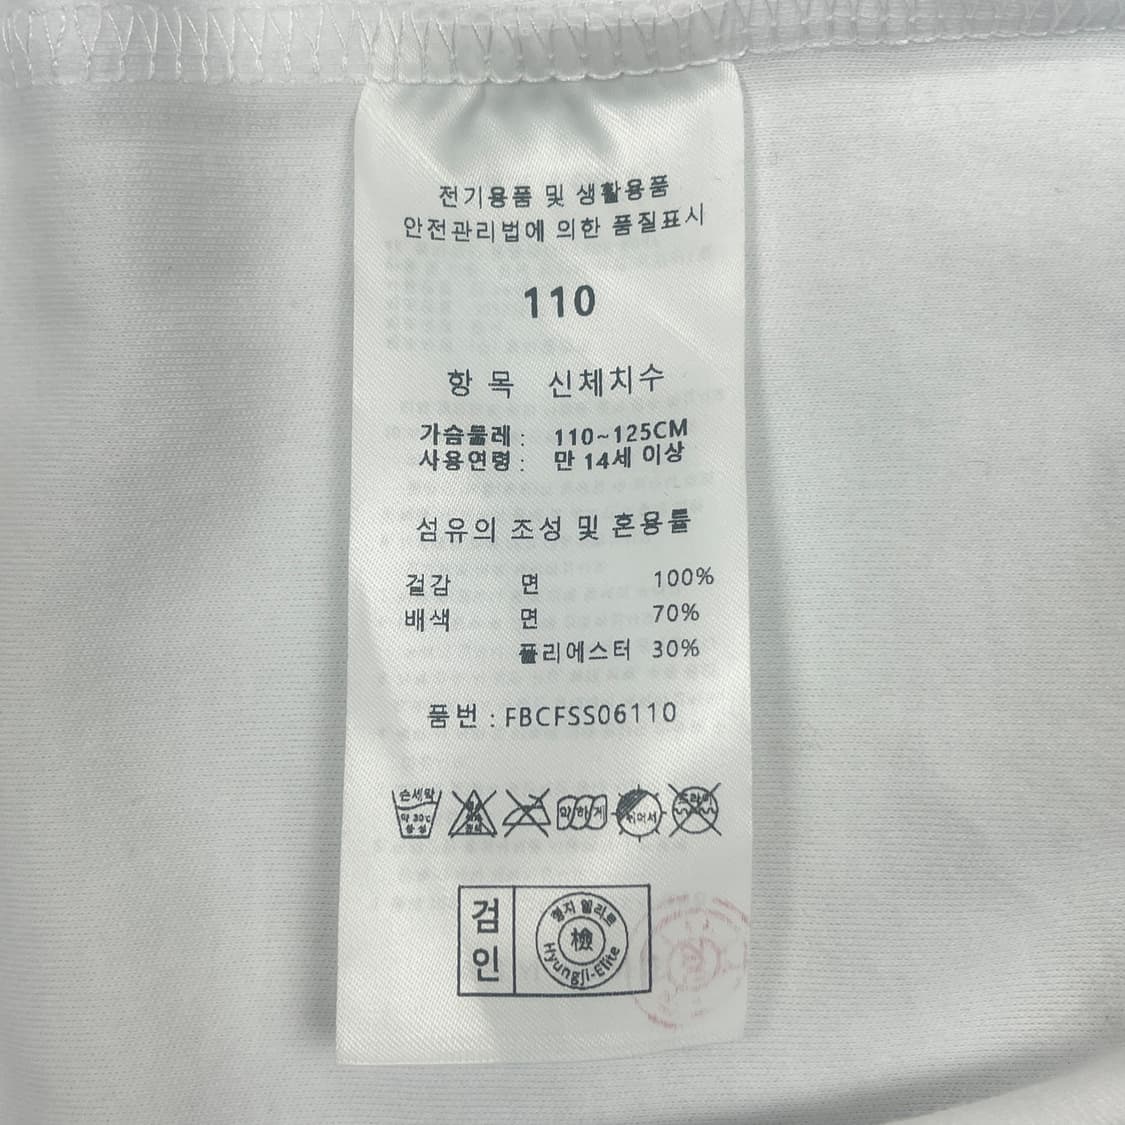 전기용품 및 생활용품
안전관리법에 의한 품질표시
110
항 목 신체치수
가슴둘레 : 110~125CM
사용연령 : 만 14세 이상
섬유의 조성 및 혼용률
겉감 면 100%
배색 면 70%
폴리에스터 30%
품번 : FBCFSS06110
손세탁 약 30℃ 중성
약하게
뉘어서
드라이
검인
형지 엘리트
檢
Hyungji-Elite